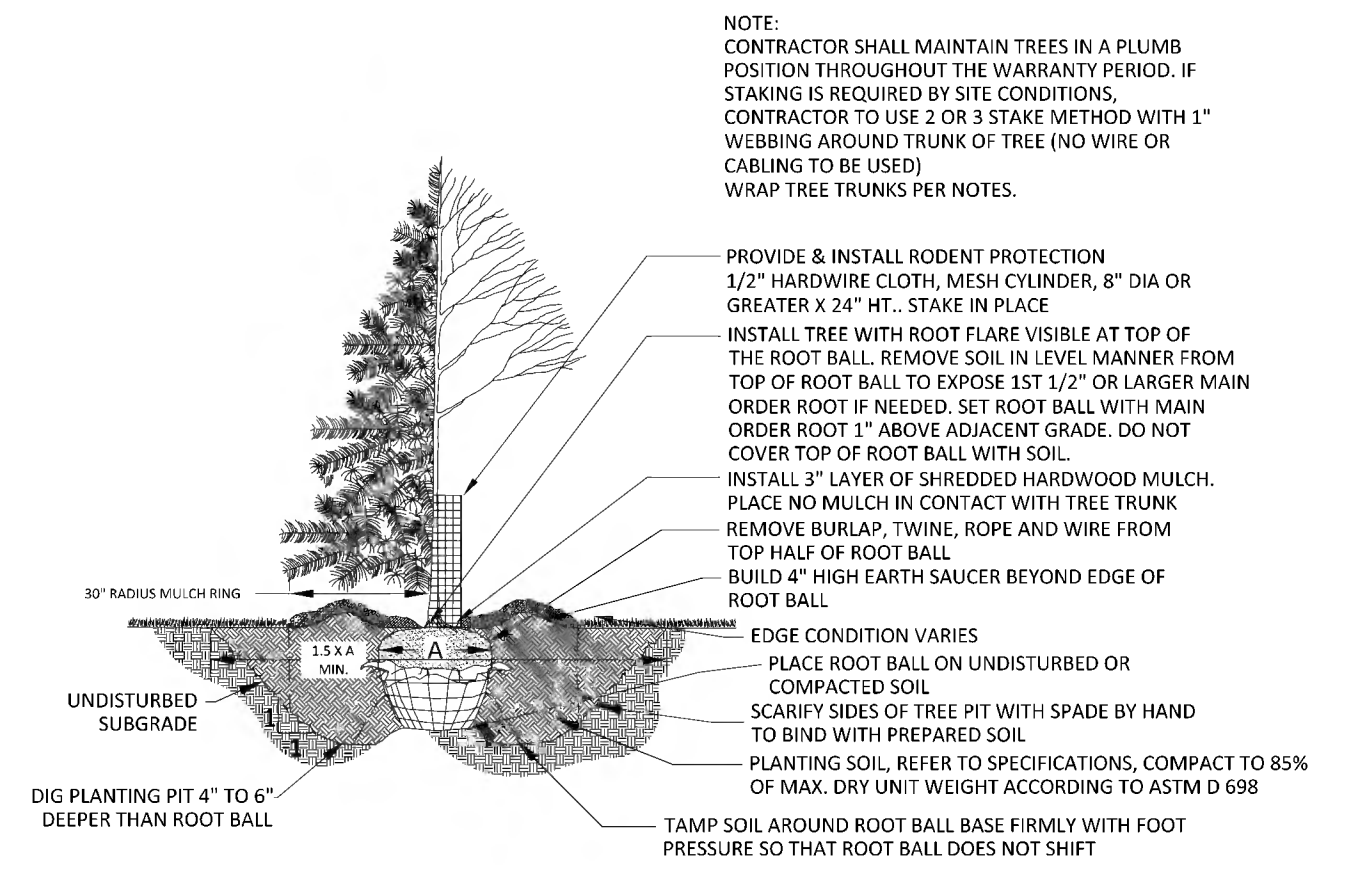 NOTE:
CONTRACTOR SHALL MAINTAIN TREES IN A PLUMB
POSITION THROUGHOUT THE WARRANTY PERIOD. IF
STAKING IS REQUIRED BY SITE CONDITIONS,
CONTRACTOR TO USE 2 OR 3 STAKE METHOD WITH 1"
WEBBING AROUND TRUNK OF TREE (NO WIRE OR
CABLING TO BE USED)
WRAP TREE TRUNKS PER NOTES.
PROVIDE & INSTALL RODENT PROTECTION
1/2" HARDWIRE CLOTH, MESH CYLINDER, 8" DIA OR
GREATER X 24" HT.. STAKE IN PLACE
INSTALL TREE WITH ROOT FLARE VISIBLE AT TOP OF
THE ROOT BALL. REMOVE SOIL IN LEVEL MANNER FROM
TOP OF ROOT BALL TO EXPOSE 1ST 1/2" OR LARGER MAIN
ORDER ROOT IF NEEDED. SET ROOT BALL WITH MAIN
ORDER ROOT 1" ABOVE ADJACENT GRADE. DO NOT
COVER TOP OF ROOT BALL WITH SOIL.
INSTALL 3" LAYER OF SHREDDED HARDWOOD MULCH.
PLACE NO MULCH IN CONTACT WITH TREE TRUNK
REMOVE BURLAP, TWINE, ROPE AND WIRE FROM
TOP HALF OF ROOT BALL
BUILD 4" HIGH EARTH SAUCER BEYOND EDGE OF
ROOT BALL
30" RADIUS MULCH RING
EDGE CONDITION VARIES
1.5 X A
MIN.
A
PLACE ROOT BALL ON UNDISTURBED OR
COMPACTED SOIL
UNDISTURBED
SUBGRADE
1
1
SCARIFY SIDES OF TREE PIT WITH SPADE BY HAND
TO BIND WITH PREPARED SOIL
PLANTING SOIL, REFER TO SPECIFICATIONS, COMPACT TO 85%
OF MAX. DRY UNIT WEIGHT ACCORDING TO ASTM D 698
DIG PLANTING PIT 4" TO 6"
DEEPER THAN ROOT BALL
TAMP SOIL AROUND ROOT BALL BASE FIRMLY WITH FOOT
PRESSURE SO THAT ROOT BALL DOES NOT SHIFT